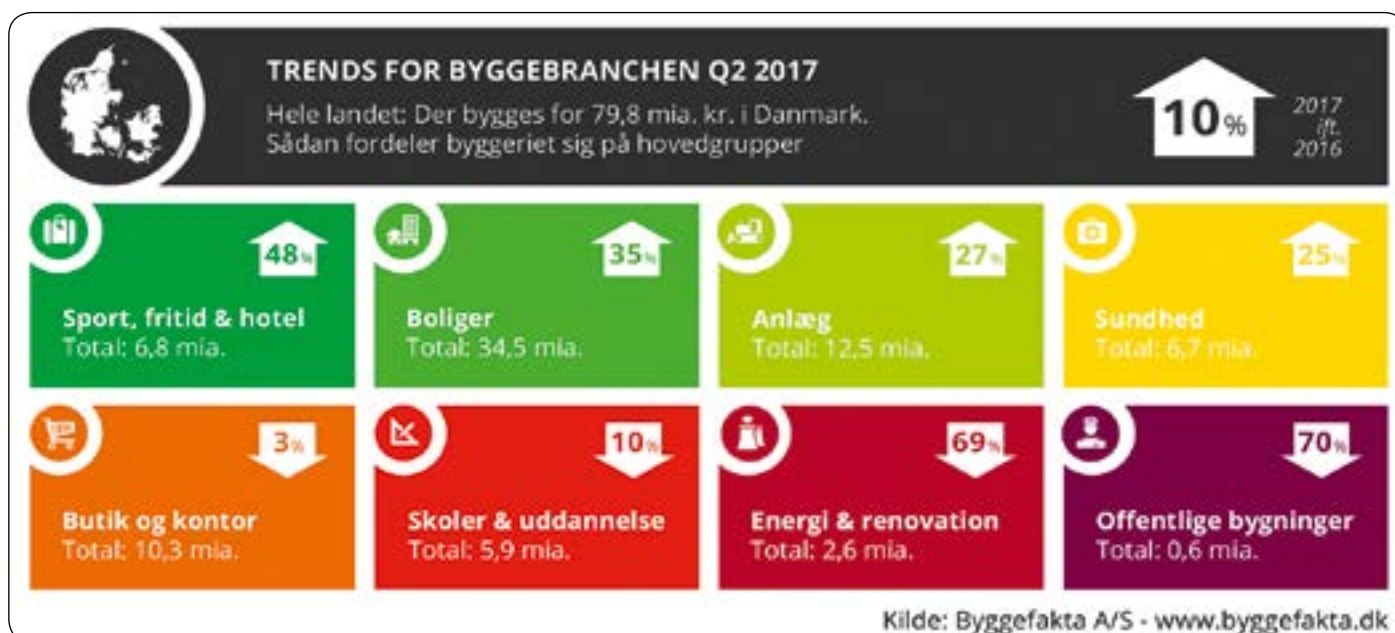 TRENDS FOR BYGGEBRANCHEN Q2 2017
Hele landet: Der bygges for 79,8 mia. kr. i Danmark.
Sådan fordeler byggeriet sig på hovedgrupper
10%
2017
ift.
2016
48%
Sport, fritid & hotel
Total: 6,8 mia.
35%
Boliger
Total: 34,5 mia.
27%
Anlæg
Total: 12,5 mia.
25%
Sundhed
Total: 6,7 mia.
3%
Butik og kontor
Total: 10,3 mia.
10%
Skoler & uddannelse
Total: 5,9 mia.
69%
Energi & renovation
Total: 2,6 mia.
70%
Offentlige bygninger
Total: 0,6 mia.
Kilde: Byggefakta A/S - www.byggefakta.dk